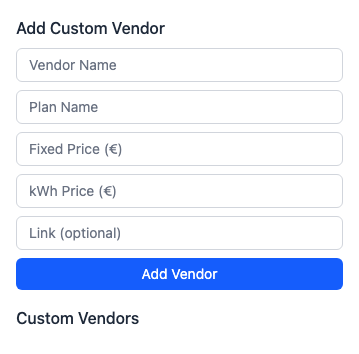 Add Custom Vendor
Vendor Name
Plan Name
Fixed Price (€)
kWh Price (€)
Link (optional)
Add Vendor
Custom Vendors